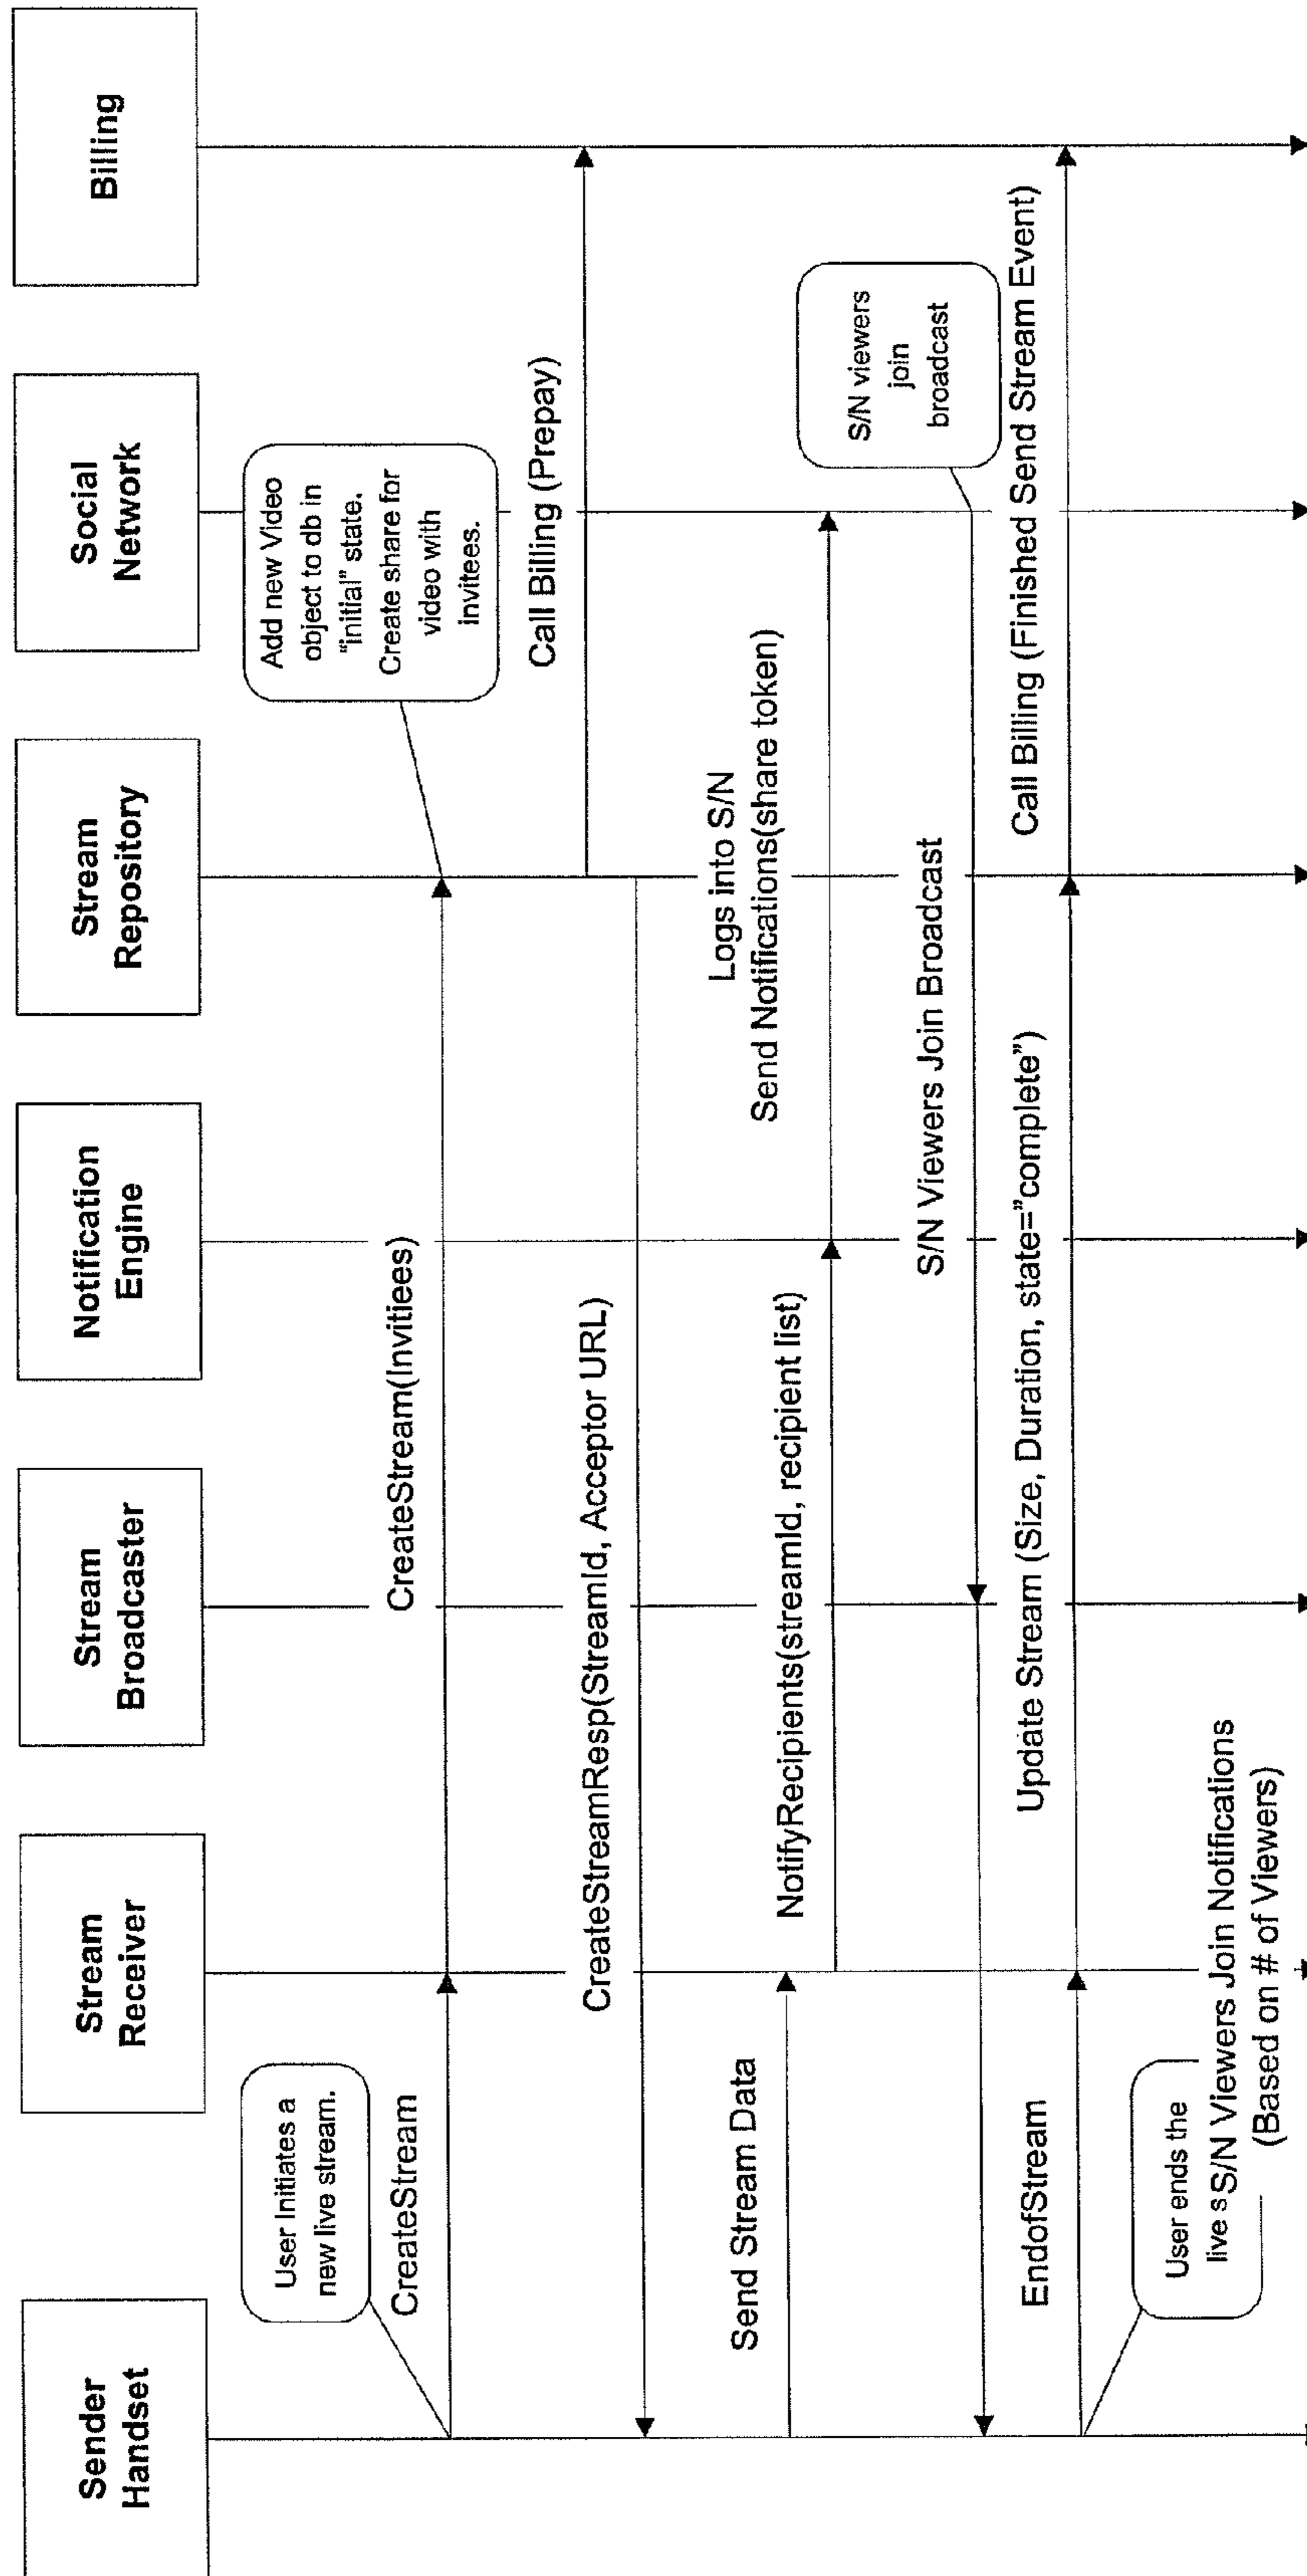 Sender
Handset
Stream
Receiver
Stream
Broadcaster
Notification
Engine
Stream
Repository
Social
Network
Billing
User Initiates a
new live stream.
CreateStream
CreateStream(Invitiees)
Add new Video
object to db in
"initial" state.
Create share for
video with
invitees.
Call Billing (Prepay)
CreateStreamResp(StreamId, Acceptor URL)
Send Stream Data
NotifyRecipients(streamId, recipient list)
Logs into S/N
Send Notifications(share token)
S/N viewers
join
broadcast
S/N Viewers Join Broadcast
EndofStream
Update Stream (Size, Duration, state="complete")
Call Billing (Finished Send Stream Event)
User ends the
live s
S/N Viewers Join Notifications
(Based on # of Viewers)